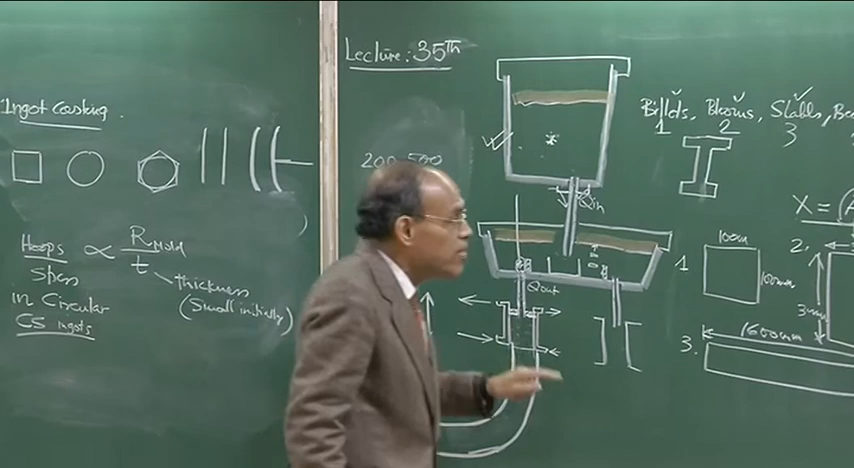 Ingot Casting.
Hoops ∝ R Mold / t
Stress
in Circular
CS ingots
thickness
(Small initially)
Lecture: 35th
200-500
Qin
Qout
Billets, Blooms, Slabs, Bea
1 2 3
X =
1
100mm
100mm
2.
3.
1600mm